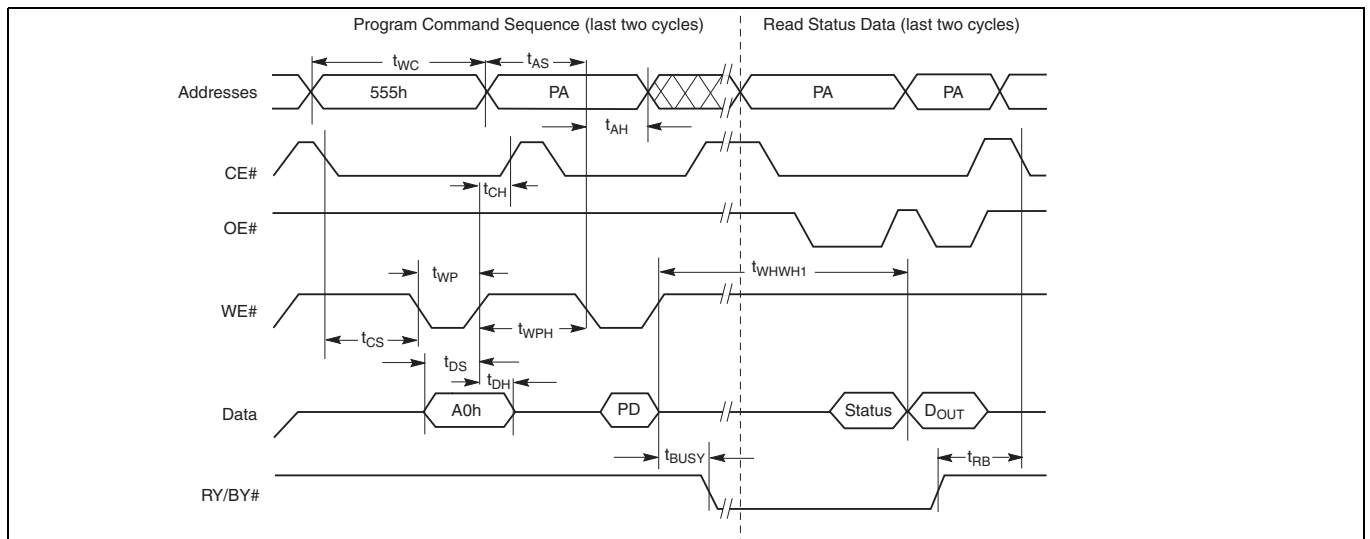 Program Command Sequence (last two cycles)
Read Status Data (last two cycles)
tWC
tAS
Addresses
555h
PA
PA
PA
tAH
CE#
tCH
OE#
tWP
tWHWH1
WE#
tCS
tWPH
tDS
tDH
Data
A0h
PD
Status
DOUT
tBUSY
tRB
RY/BY#